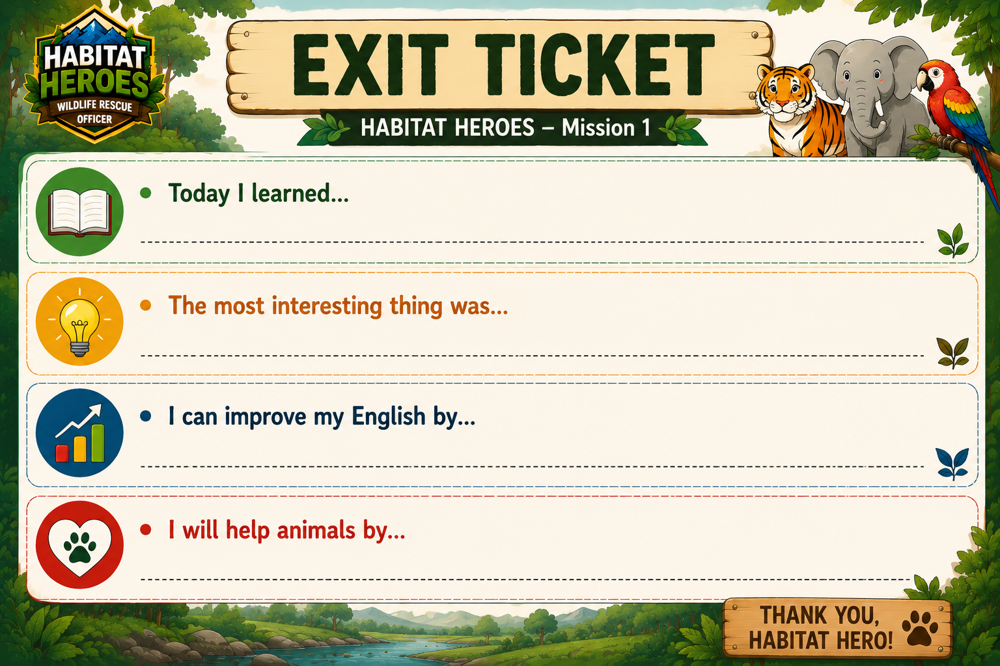 HABITAT
HEROES
WILDLIFE RESCUE
OFFICER
EXIT TICKET
HABITAT HEROES – Mission 1
• Today I learned...
• The most interesting thing was...
• I can improve my English by...
• I will help animals by...
THANK YOU,
HABITAT HERO!